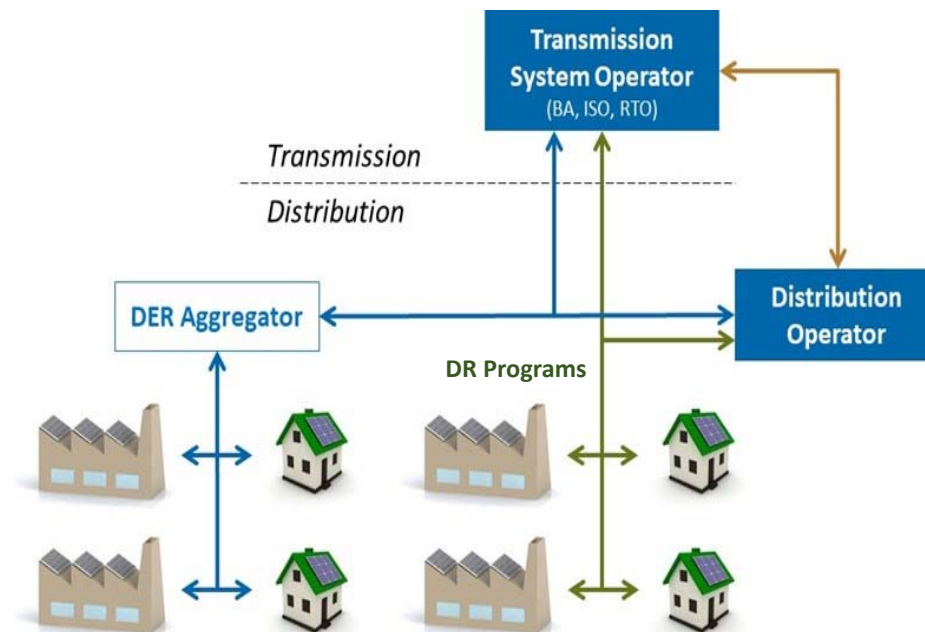 Transmission
System Operator
(BA, ISO, RTO)
Transmission
Distribution
DER Aggregator
Distribution
Operator
DR Programs